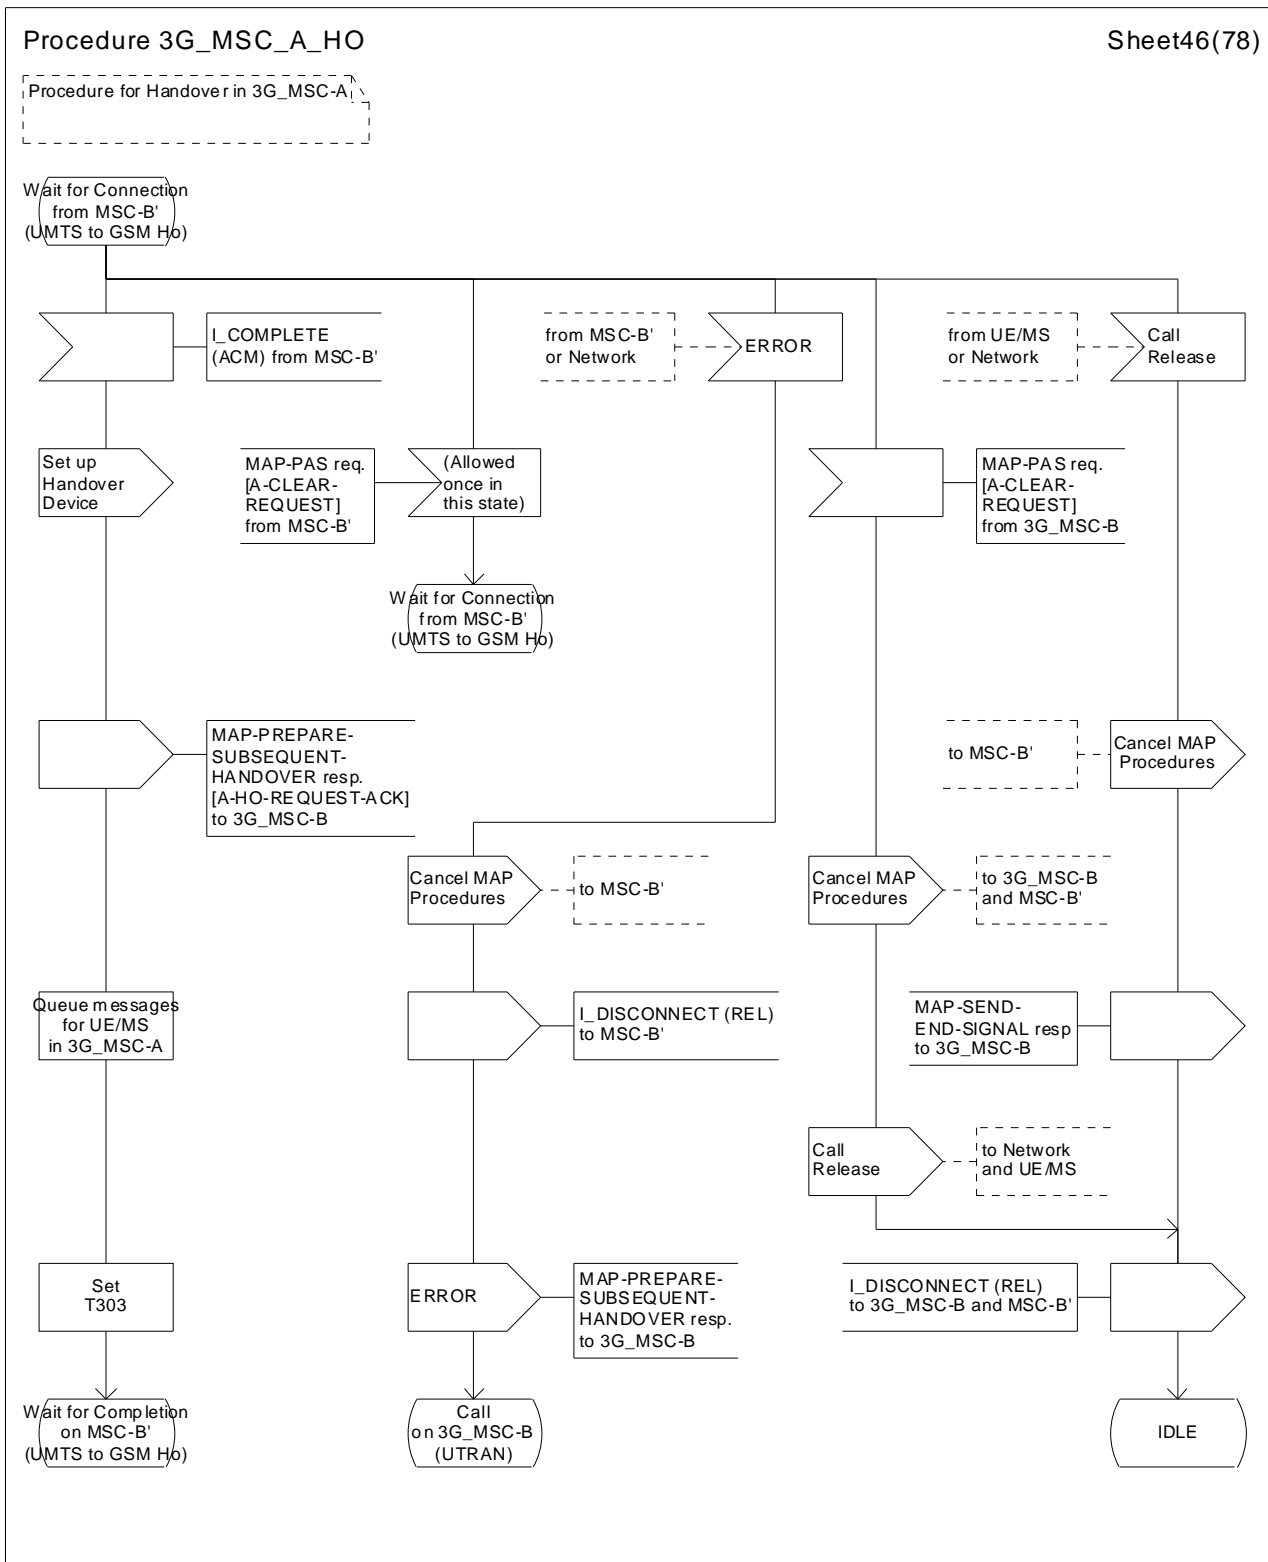 Procedure 3G_MSC_A_HO
Sheet46(78)
Procedure for Handover in 3G_MSC-A
Wait for Connection
from MSC-B'
(UMTS to GSM Ho)
I_COMPLETE
(ACM) from MSC-B'
from MSC-B'
or Network
ERROR
from UE/MS
or Network
Call
Release
Set up
Handover
Device
MAP-PAS req.
[A-CLEAR-
REQUEST]
from MSC-B'
(Allowed
once in
this state)
MAP-PAS req.
[A-CLEAR-
REQUEST]
from 3G_MSC-B
Wait for Connection
from MSC-B'
(UMTS to GSM Ho)
MAP-PREPARE-
SUBSEQUENT-
HANDOVER resp.
[A-HO-REQUEST-ACK]
to 3G_MSC-B
to MSC-B'
Cancel MAP
Procedures
Cancel MAP
Procedures
to MSC-B'
Cancel MAP
Procedures
to 3G_MSC-B
and MSC-B'
Queue messages
for UE/MS
in 3G_MSC-A
I_DISCONNECT (REL)
to MSC-B'
MAP-SEND-
END-SIGNAL resp
to 3G_MSC-B
Call
Release
to Network
and UE/MS
Set
T303
ERROR
MAP-PREPARE-
SUBSEQUENT-
HANDOVER resp.
to 3G_MSC-B
I_DISCONNECT (REL)
to 3G_MSC-B and MSC-B'
Wait for Completion
on MSC-B'
(UMTS to GSM Ho)
Call
on 3G_MSC-B
(UTRAN)
IDLE